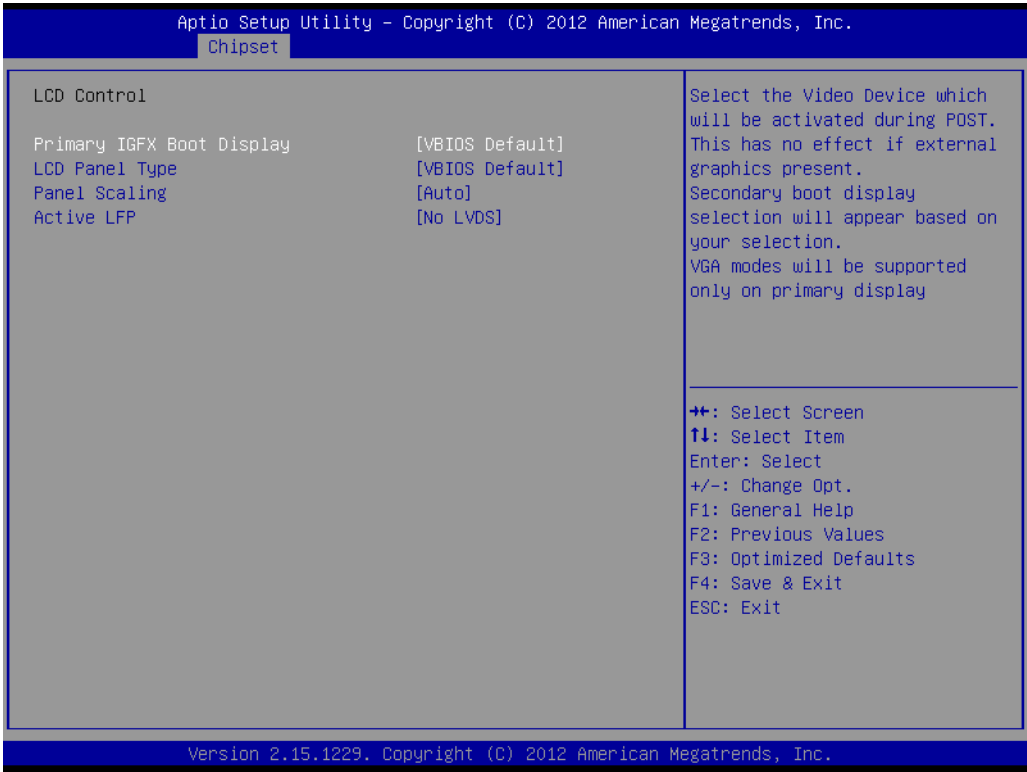 Aptio Setup Utility – Copyright (C) 2012 American Megatrends, Inc.
Chipset
LCD Control
Primary IGFX Boot Display [VBIOS Default]
LCD Panel Type [VBIOS Default]
Panel Scaling [Auto]
Active LFP [No LVDS]
Select the Video Device which
will be activated during POST.
This has no effect if external
graphics present.
Secondary boot display
selection will appear based on
your selection.
VGA modes will be supported
only on primary display
→←: Select Screen
↑↓: Select Item
Enter: Select
+/-: Change Opt.
F1: General Help
F2: Previous Values
F3: Optimized Defaults
F4: Save & Exit
ESC: Exit
Version 2.15.1229. Copyright (C) 2012 American Megatrends, Inc.